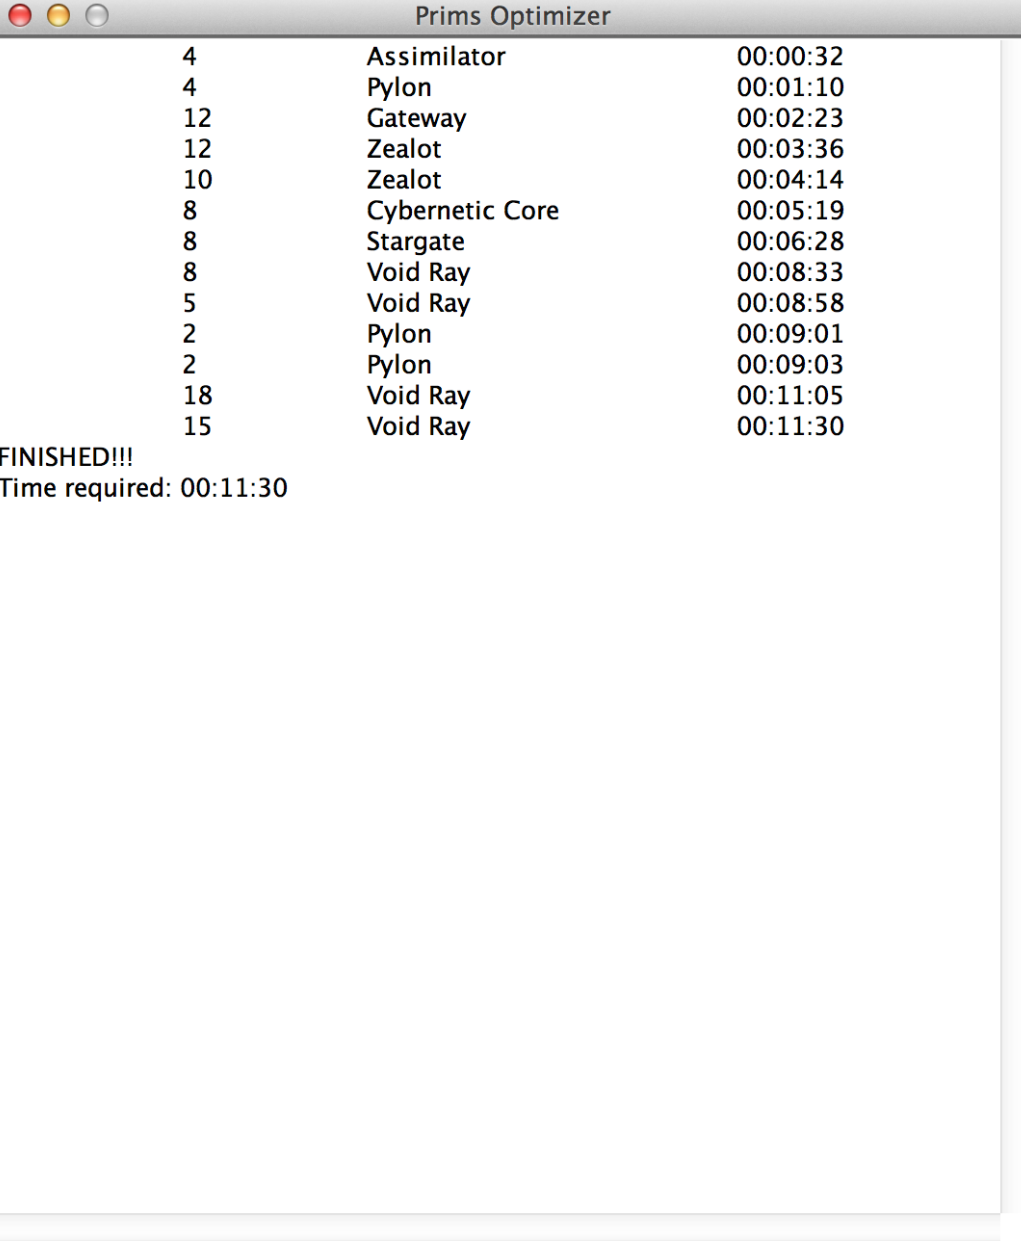 Prims Optimizer
4 Assimilator 00:00:32
4 Pylon 00:01:10
12 Gateway 00:02:23
12 Zealot 00:03:36
10 Zealot 00:04:14
8 Cybernetic Core 00:05:19
8 Stargate 00:06:28
8 Void Ray 00:08:33
5 Void Ray 00:08:58
2 Pylon 00:09:01
2 Pylon 00:09:03
18 Void Ray 00:11:05
15 Void Ray 00:11:30
FINISHED!!!
Time required: 00:11:30